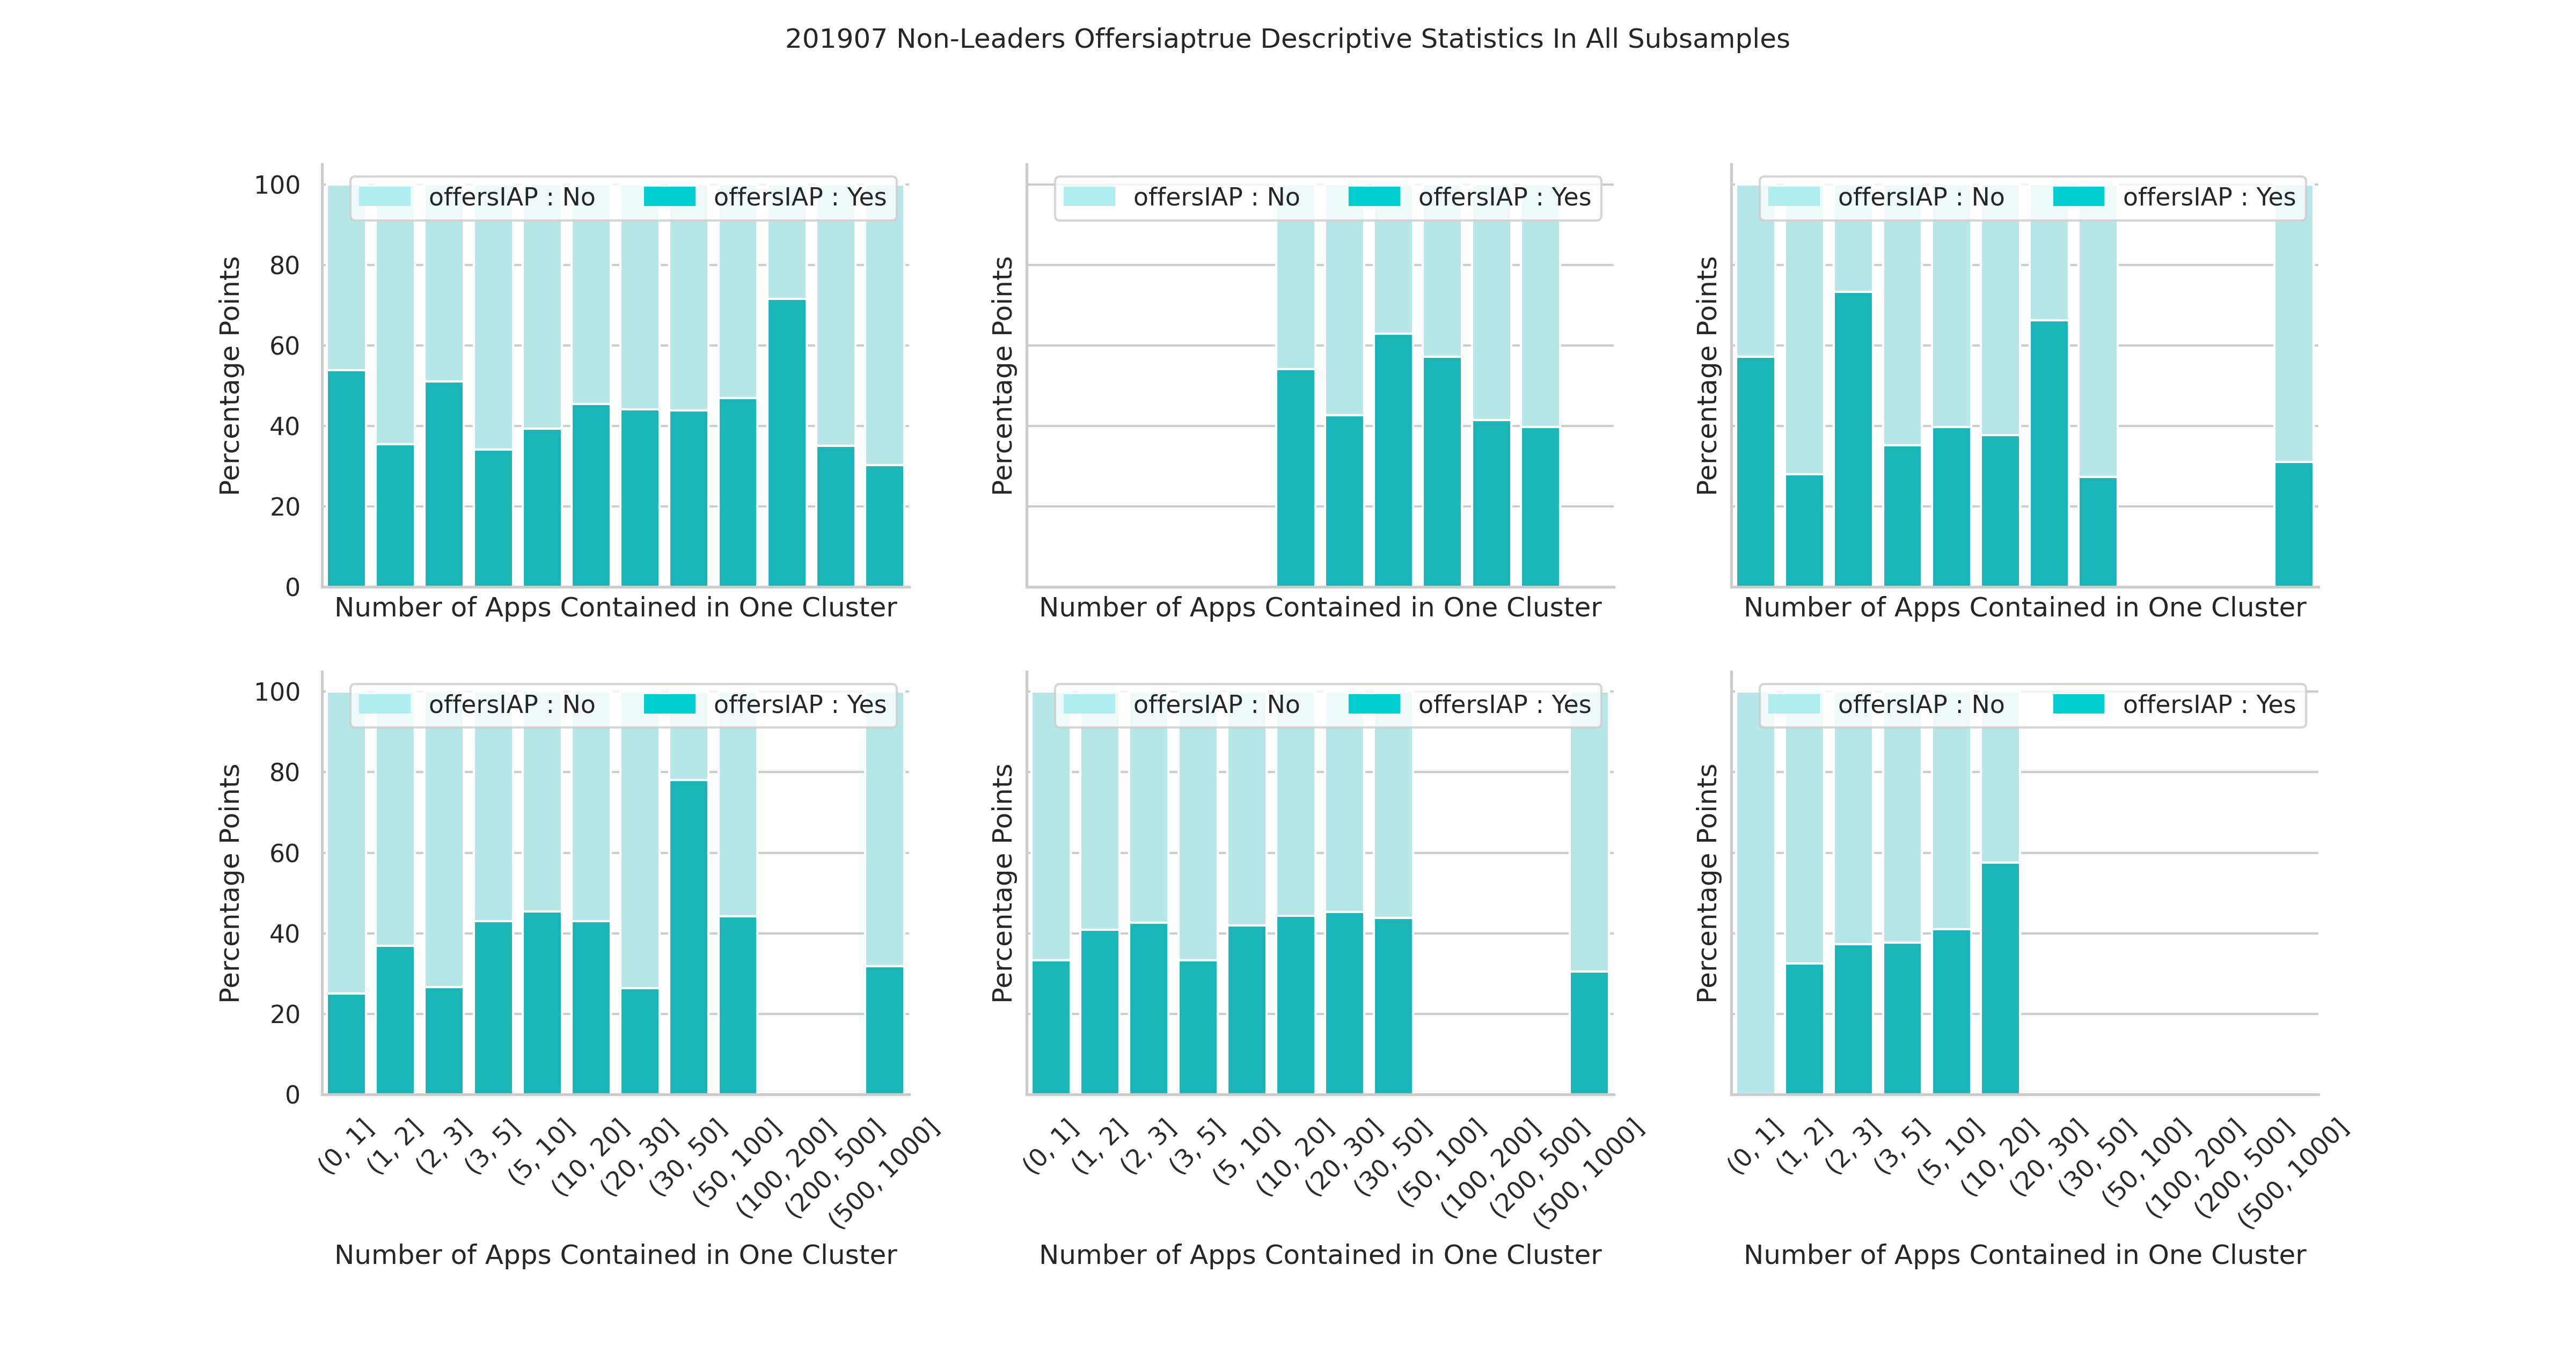 201907 Non-Leaders Offersiaptrue Descriptive Statistics In All Subsamples
offersIAP : No offersIAP : Yes
Percentage Points
100
80
60
40
20
0
Number of Apps Contained in One Cluster
offersIAP : No offersIAP : Yes
Percentage Points
Number of Apps Contained in One Cluster
offersIAP : No offersIAP : Yes
Percentage Points
Number of Apps Contained in One Cluster
offersIAP : No offersIAP : Yes
Percentage Points
100
80
60
40
20
0
(0, 1]
(1, 2]
(2, 3]
(3, 5]
(5, 10]
(10, 20]
(20, 30]
(30, 50]
(50, 100]
(100, 200]
(200, 500]
(500, 1000]
Number of Apps Contained in One Cluster
offersIAP : No offersIAP : Yes
Percentage Points
(0, 1]
(1, 2]
(2, 3]
(3, 5]
(5, 10]
(10, 20]
(20, 30]
(30, 50]
(50, 100]
(100, 200]
(200, 500]
(500, 1000]
Number of Apps Contained in One Cluster
offersIAP : No offersIAP : Yes
Percentage Points
(0, 1]
(1, 2]
(2, 3]
(3, 5]
(5, 10]
(10, 20]
(20, 30]
(30, 50]
(50, 100]
(100, 200]
(200, 500]
(500, 1000]
Number of Apps Contained in One Cluster